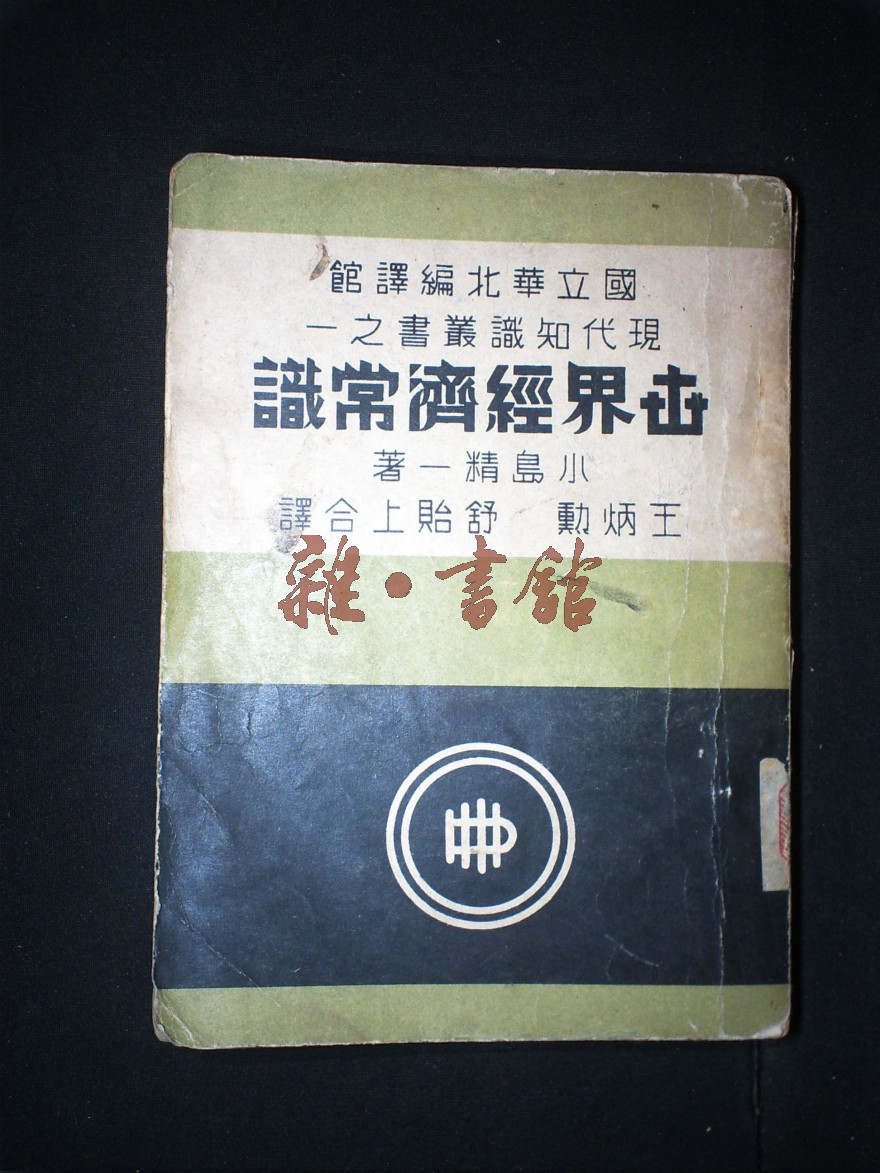 國立華北編譯館
現代知識叢書之一
世界經濟常識
小島精一著
王炳勳 舒貽上合譯
雜·書館